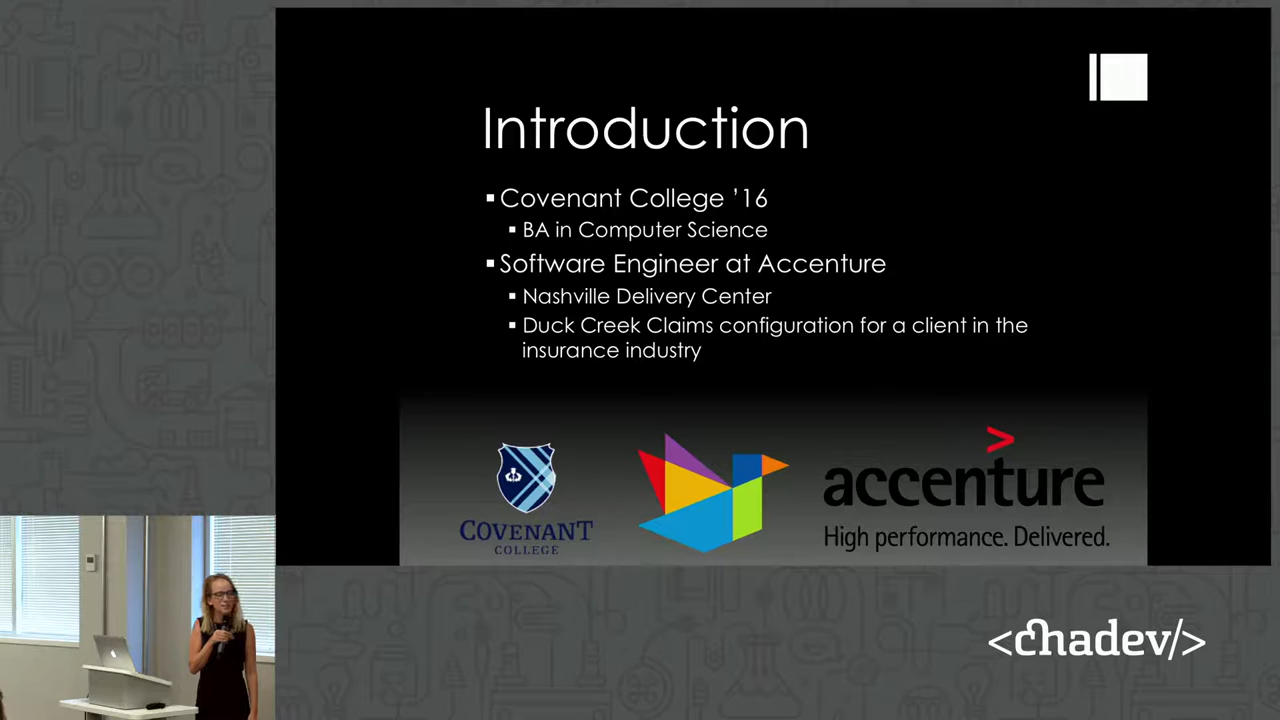 Introduction
▪ Covenant College ’16
▪ BA in Computer Science
▪ Software Engineer at Accenture
▪ Nashville Delivery Center
▪ Duck Creek Claims configuration for a client in the
insurance industry
COVENANT
COLLEGE
>
accenture
High performance. Delivered.
<chadev/>